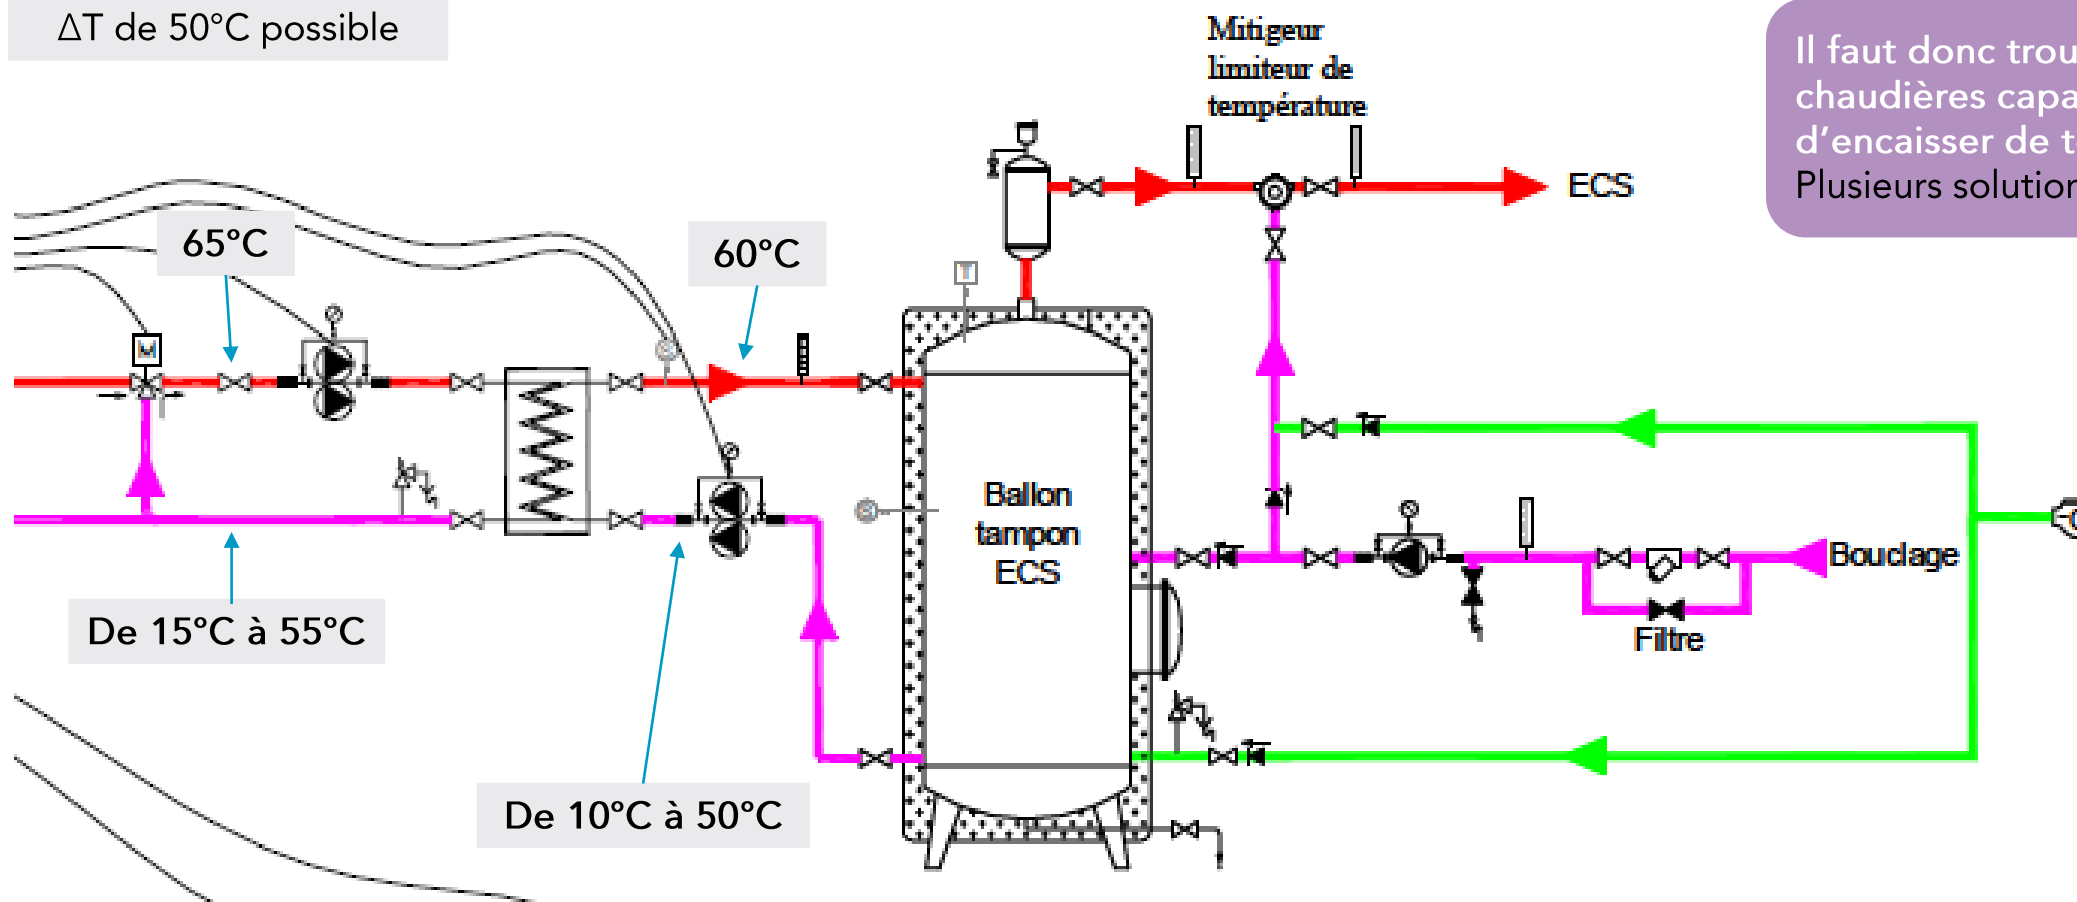 ΔT de 50°C possible
Mitigeur
limiteur de
température
Il faut donc trou
chaudières capa
d'encaisser de t
Plusieurs solution
ECS
65°C
60°C
T
M
Ballon
tampon
ECS
Bouclage
Filtre
De 15°C à 55°C
De 10°C à 50°C